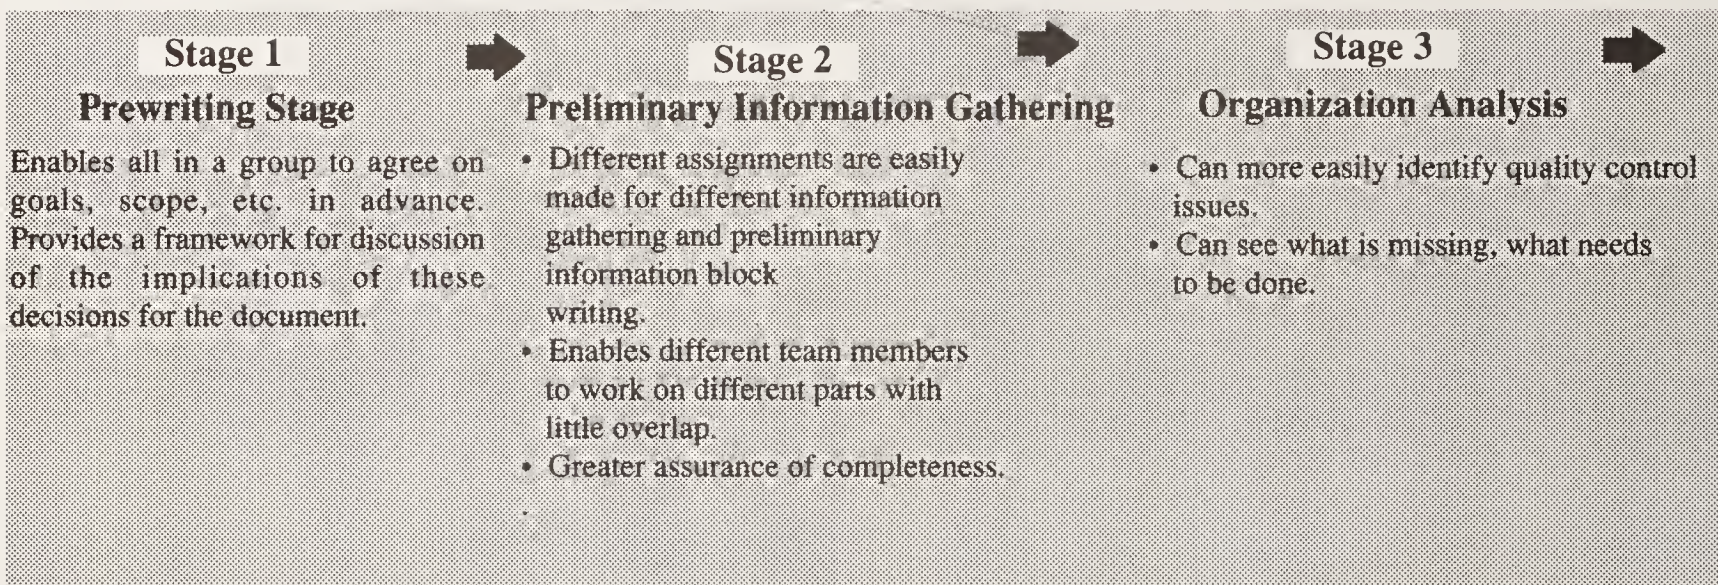 Stage 1
Prewriting Stage
Enables all in a group to agree on
goals, scope, etc. in advance.
Provides a framework for discussion
of the implications of these
decisions for the document.
Stage 2
Preliminary Information Gathering
• Different assignments are easily
made for different information
gathering and preliminary
information block
writing.
• Enables different team members
to work on different parts with
little overlap.
• Greater assurance of completeness.
Stage 3
Organization Analysis
• Can more easily identify quality control
issues.
• Can see what is missing, what needs
to be done.